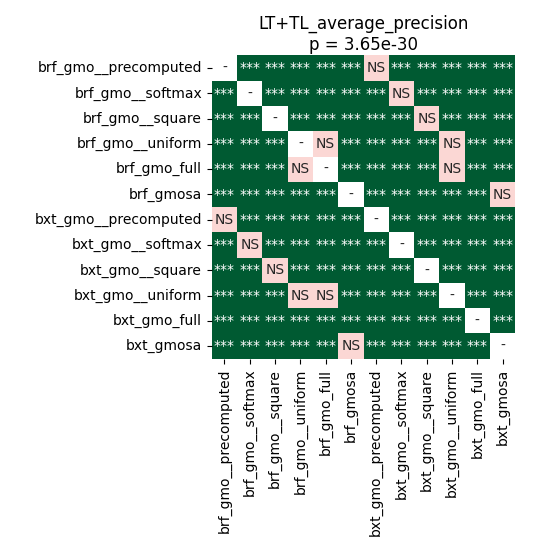 LT+TL_average_precision
p = 3.65e-30
brf_gmo__precomputed - *** *** *** *** *** NS *** *** *** *** ***
brf_gmo__softmax *** - *** *** *** *** *** NS *** *** *** ***
brf_gmo__square *** *** - *** *** *** *** *** NS *** *** ***
brf_gmo__uniform *** *** *** - NS *** *** *** *** NS *** ***
brf_gmo_full *** *** *** NS - *** *** *** *** NS *** ***
brf_gmosa *** *** *** *** *** - *** *** *** *** *** NS
bxt_gmo__precomputed NS *** *** *** *** *** - *** *** *** *** ***
bxt_gmo__softmax *** NS *** *** *** *** *** - *** *** *** ***
bxt_gmo__square *** *** NS *** *** *** *** *** - *** *** ***
bxt_gmo__uniform *** *** *** NS NS *** *** *** *** - *** ***
bxt_gmo_full *** *** *** *** *** *** *** *** *** *** - ***
bxt_gmosa *** *** *** *** *** NS *** *** *** *** *** -
brf_gmo__precomputed
brf_gmo__softmax
brf_gmo__square
brf_gmo__uniform
brf_gmo_full
brf_gmosa
bxt_gmo__precomputed
bxt_gmo__softmax
bxt_gmo__square
bxt_gmo__uniform
bxt_gmo_full
bxt_gmosa